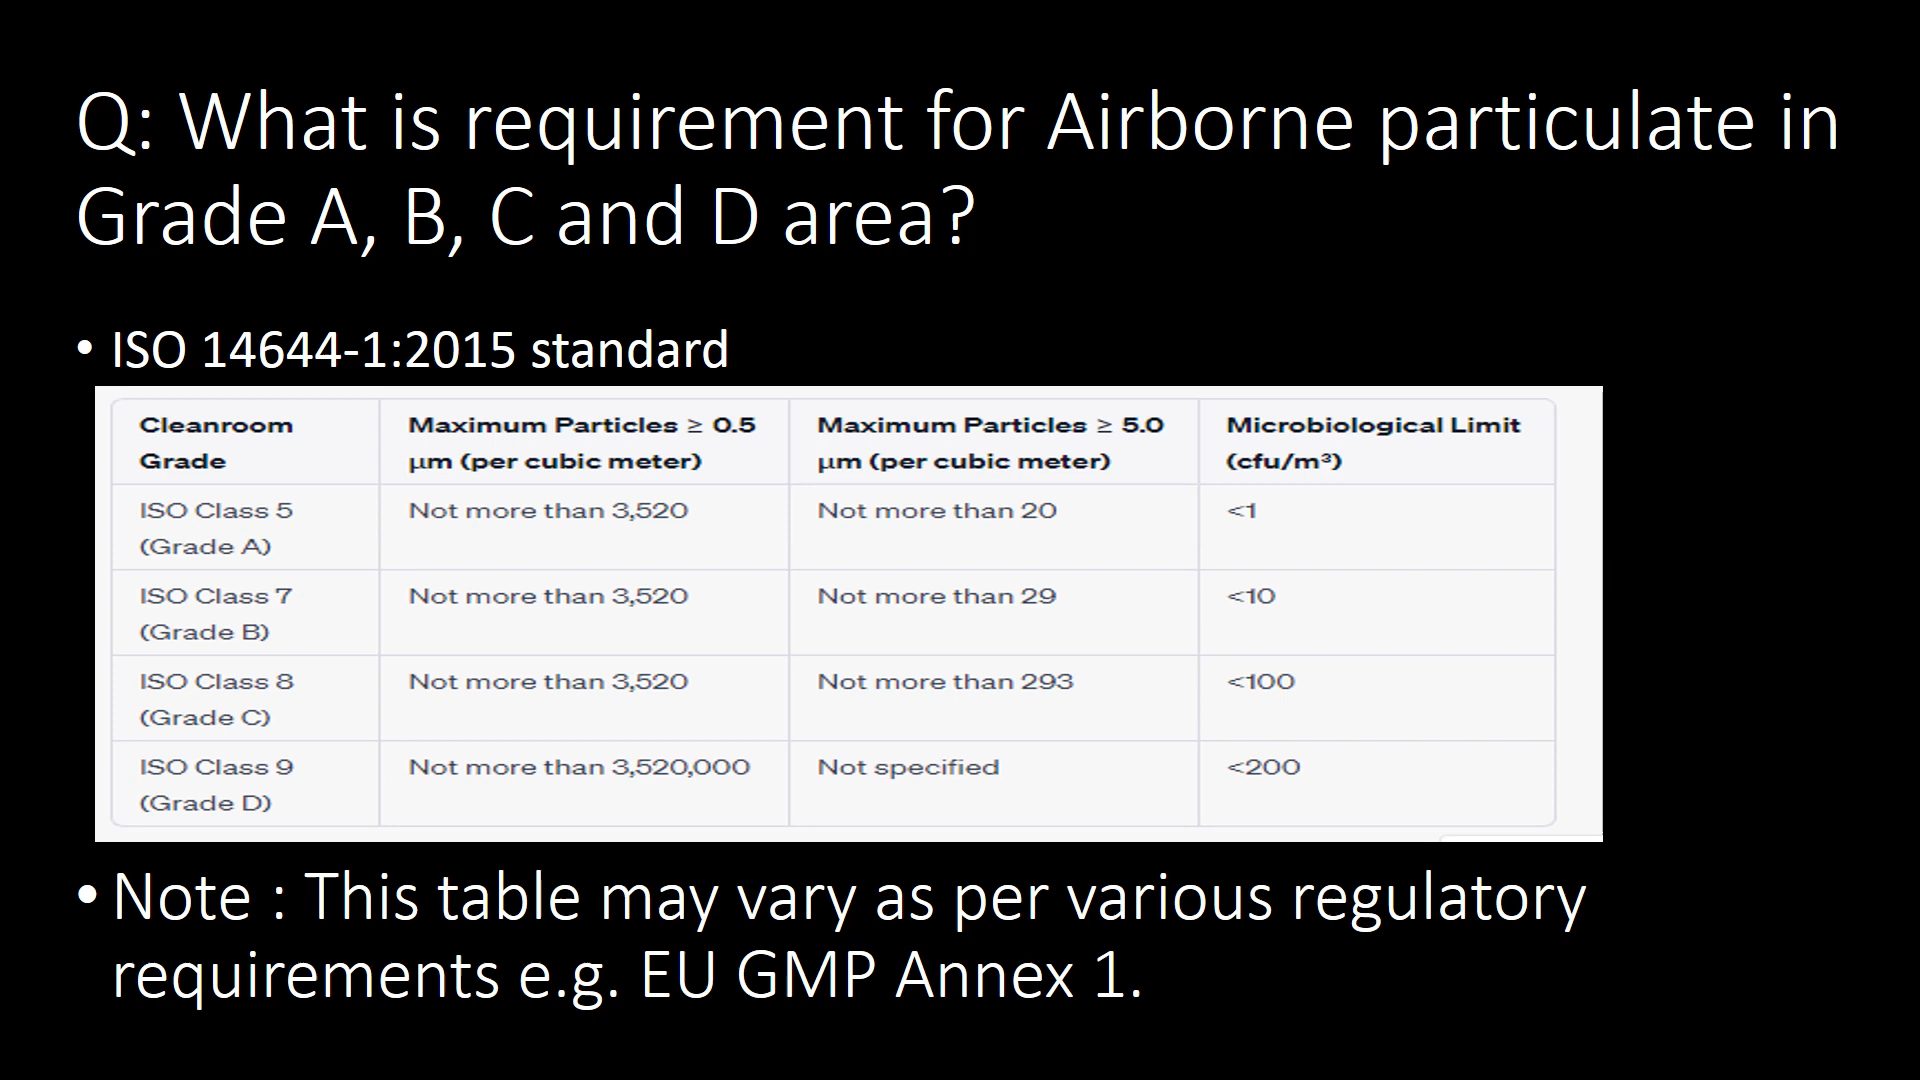 Q: What is requirement for Airborne particulate in
Grade A, B, C and D area?
• ISO 14644-1:2015 standard
Cleanroom Grade | Maximum Particles ≥ 0.5 μm (per cubic meter) | Maximum Particles ≥ 5.0 μm (per cubic meter) | Microbiological Limit (cfu/m³)
ISO Class 5 (Grade A) | Not more than 3,520 | Not more than 20 | <1
ISO Class 7 (Grade B) | Not more than 3,520 | Not more than 29 | <10
ISO Class 8 (Grade C) | Not more than 3,520 | Not more than 293 | <100
ISO Class 9 (Grade D) | Not more than 3,520,000 | Not specified | <200
• Note : This table may vary as per various regulatory
requirements e.g. EU GMP Annex 1.